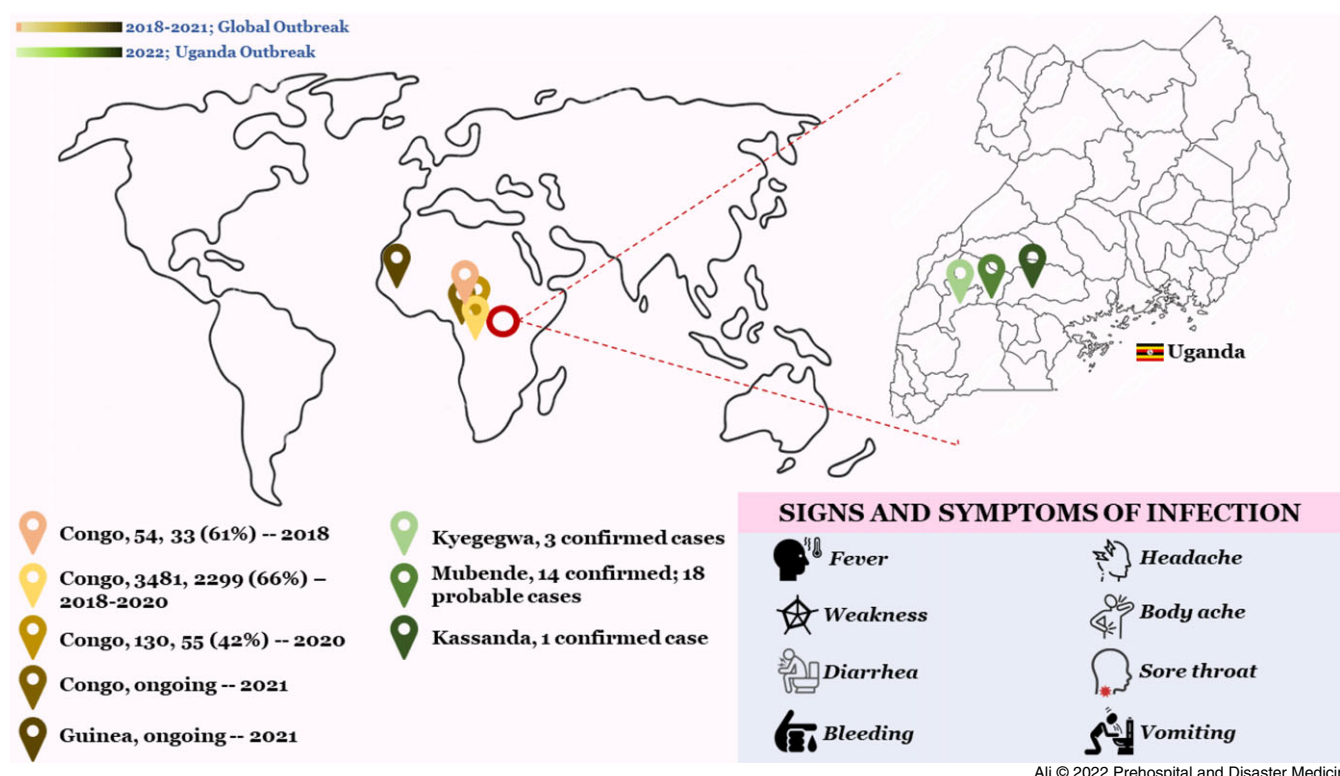 2018-2021; Global Outbreak
2022; Uganda Outbreak
Uganda
Congo, 54, 33 (61%) -- 2018
Congo, 3481, 2299 (66%) –
2018-2020
Congo, 130, 55 (42%) -- 2020
Congo, ongoing -- 2021
Guinea, ongoing -- 2021
Kyegegwa, 3 confirmed cases
Mubende, 14 confirmed; 18
probable cases
Kassanda, 1 confirmed case
SIGNS AND SYMPTOMS OF INFECTION
Fever
Headache
Weakness
Body ache
Diarrhea
Sore throat
Bleeding
Vomiting
Ali © 2022 Prehospital and Disaster